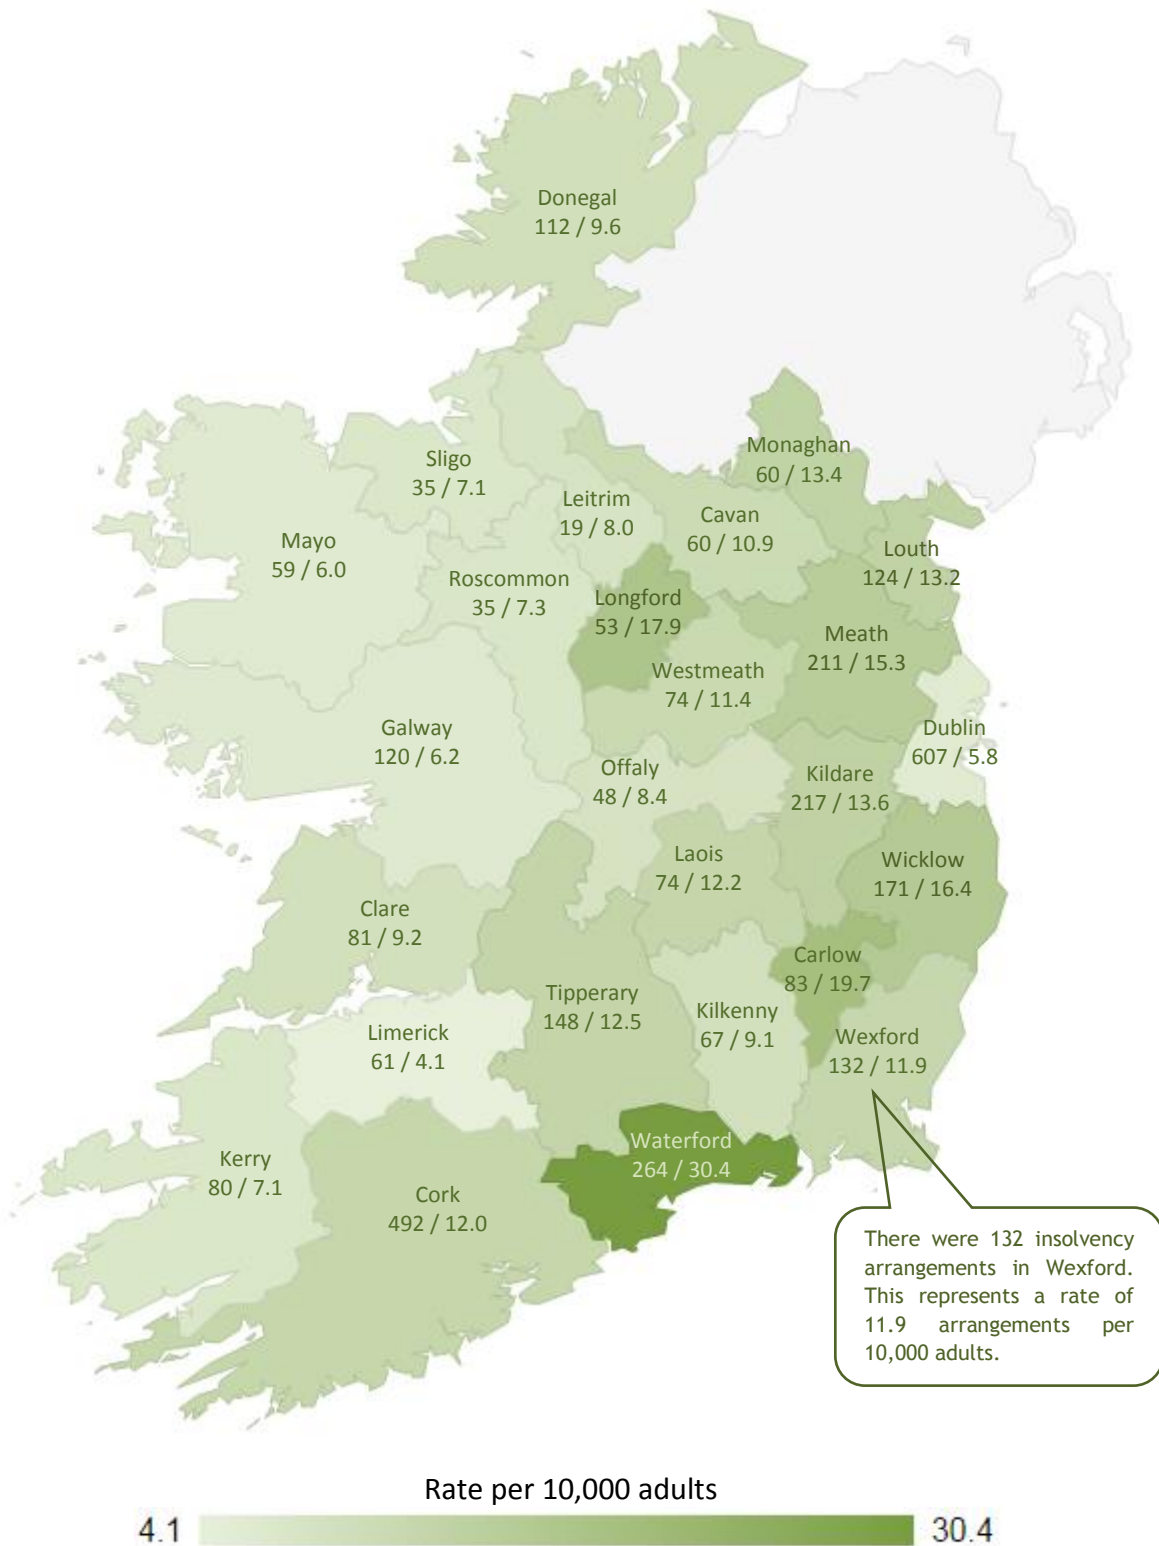 Donegal
112 / 9.6
Monaghan
60 / 13.4
Sligo
35 / 7.1
Leitrim
19 / 8.0
Cavan
60 / 10.9
Mayo
59 / 6.0
Louth
124 / 13.2
Roscommon
35 / 7.3
Longford
53 / 17.9
Meath
211 / 15.3
Westmeath
74 / 11.4
Galway
120 / 6.2
Dublin
607 / 5.8
Offaly
48 / 8.4
Kildare
217 / 13.6
Laois
74 / 12.2
Wicklow
171 / 16.4
Clare
81 / 9.2
Carlow
83 / 19.7
Tipperary
148 / 12.5
Kilkenny
67 / 9.1
Limerick
61 / 4.1
Wexford
132 / 11.9
Waterford
264 / 30.4
Kerry
80 / 7.1
Cork
492 / 12.0
There were 132 insolvency
arrangements in Wexford.
This represents a rate of
11.9 arrangements per
10,000 adults.
Rate per 10,000 adults
4.1
30.4